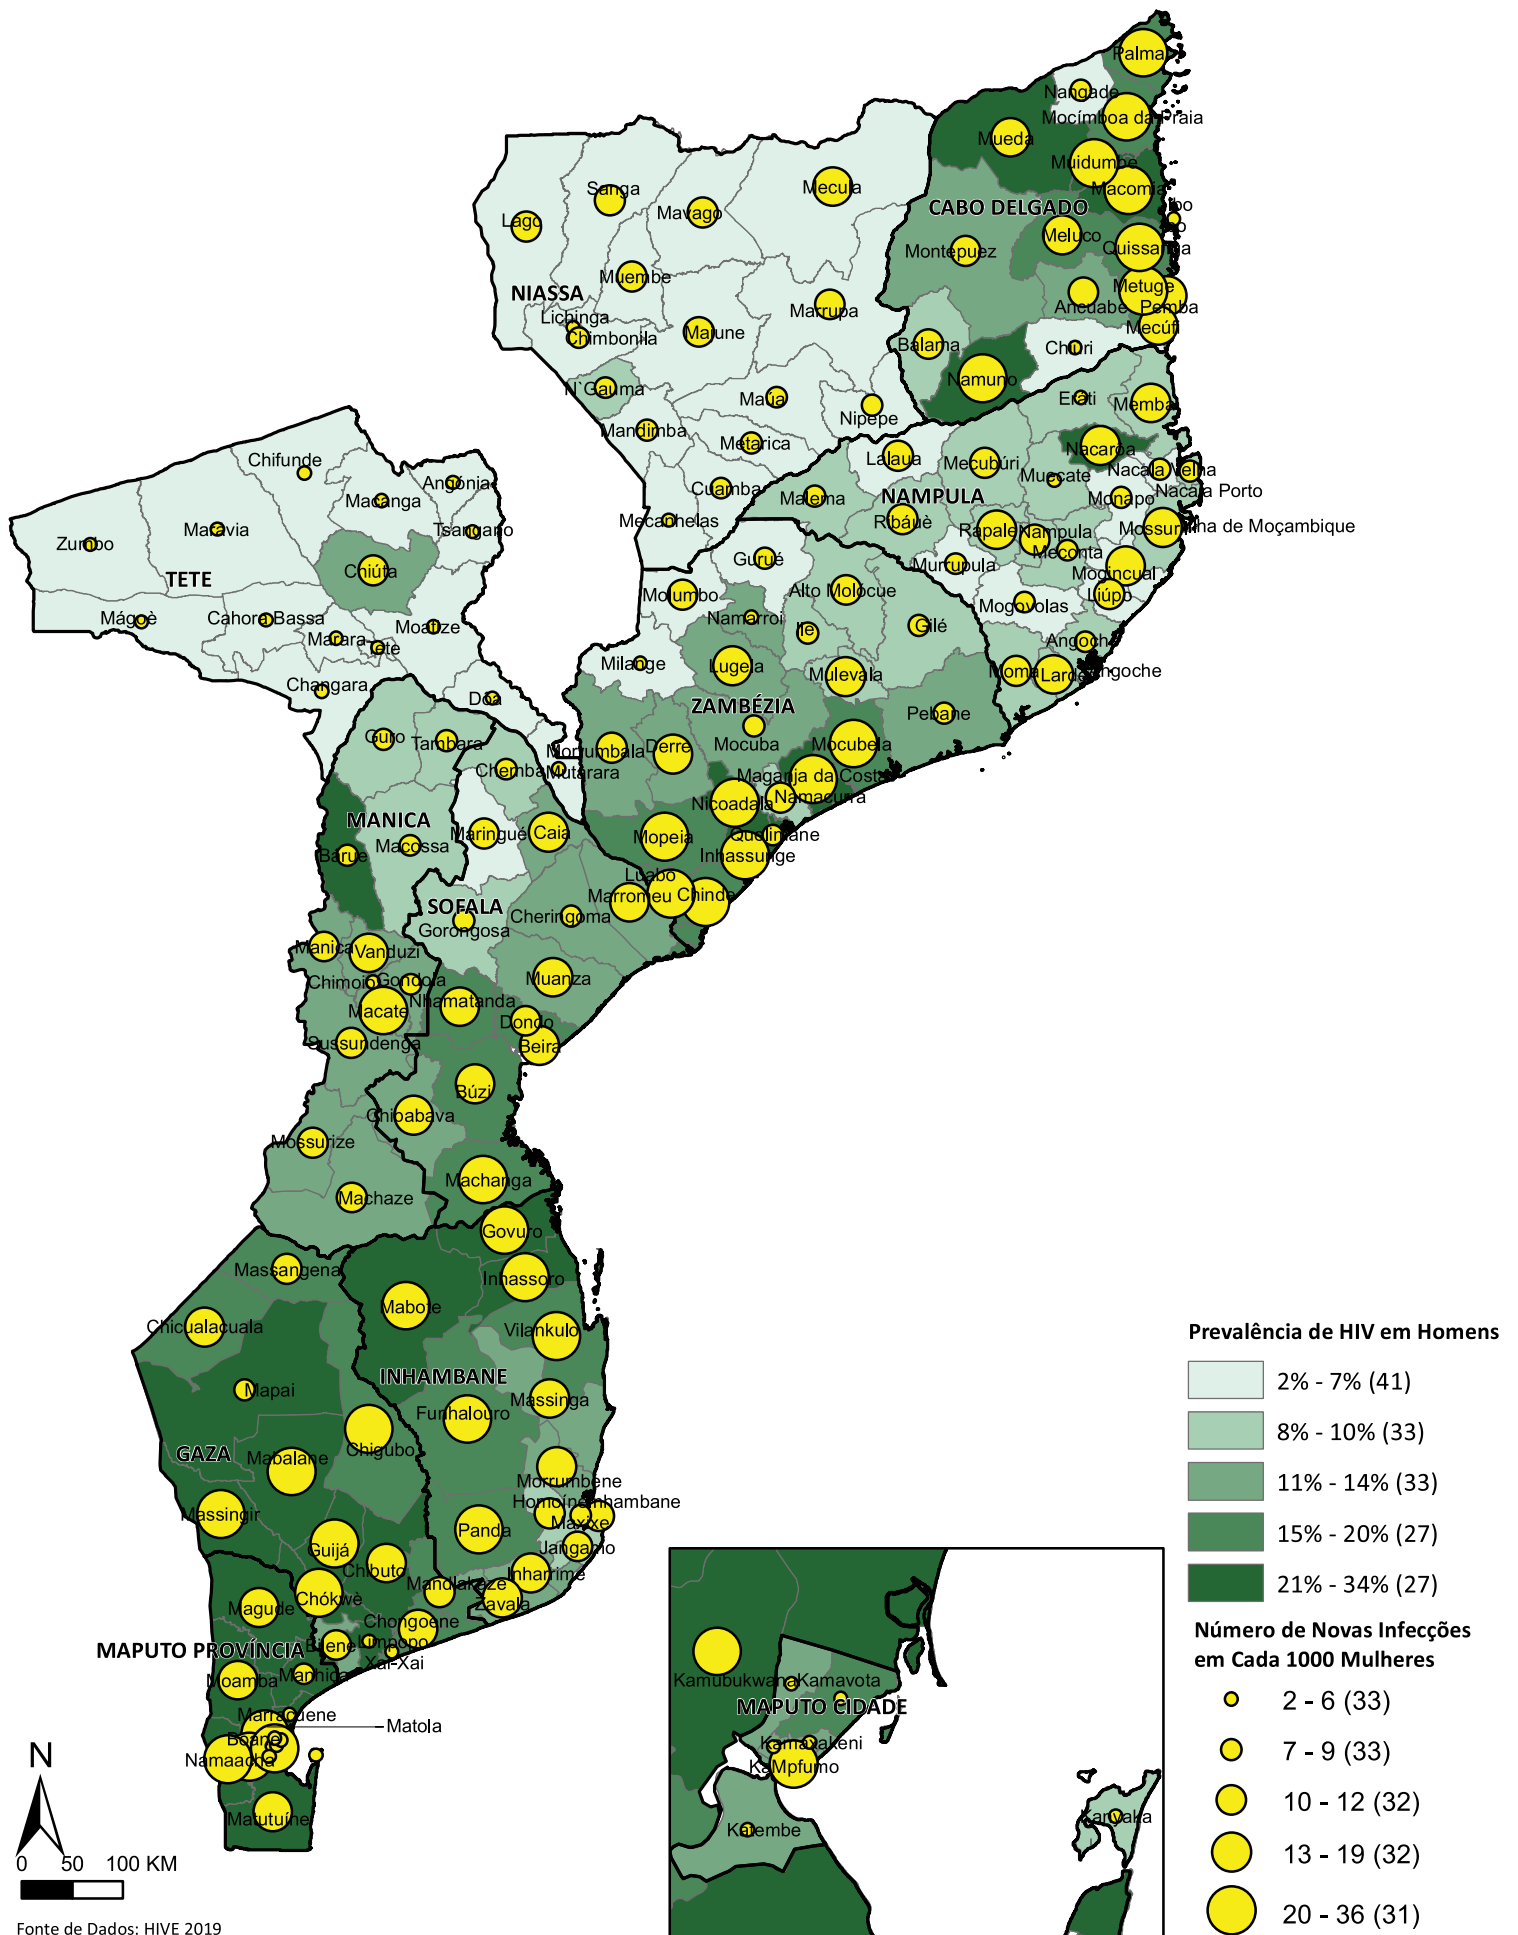 Palma
Nangade
Mocímboa da Praia
Mueda
Muidumbe
Macomia
Ibo
CABO DELGADO
Meluco
Quissanga
Montepuez
Metuge
Ancuabe
Pemba
Mecúfi
Chiúri
Balama
Namuno
Mecula
Sanga
Mavago
Lago
Muembe
NIASSA
Lichinga
Chimbonila
Majune
Marrupa
N`Gauma
Maúa
Nipepe
Mandimba
Metarica
Cuamba
Mecanhelas
Eráti
Memba
Nacarôa
Lalaua
Mecubúri
Muecate
Nacala Velha
Nacala Porto
Monapo
Malema
NAMPULA
Ribáuè
Rapale
Nampula
Meconta
Mossuril
Ilha de Moçambique
Murrupula
Mogincual
Liúpo
Mogovolas
Angoche
Moma
Larde
Angoche
Chifunde
Angónia
Macanga
Tsangano
Zumbo
Maravia
Chiúta
TETE
Mágoè
Cahora Bassa
Marara
Tete
Moatize
Changara
Dôa
Mutarara
Gurué
Molumbo
Alto Molócue
Namarroi
Ile
Gilé
Milange
Lugela
Mulevala
ZAMBÉZIA
Pebane
Mocuba
Mocubela
Morrumbala
Derre
Maganja da Costa
Namacurra
Nicoadala
Mopeia
Quelimane
Inhassunge
Luabo
Chinde
Guro
Tambara
Chemba
MANICA
Macossa
Maringué
Caia
Barue
SOFALA
Gorongosa
Cheringoma
Marromeu
Manica
Vanduzi
Chimoio
Gondola
Macate
Nhamatanda
Muanza
Dondo
Beira
Sussundenga
Búzi
Chibabava
Mossurize
Machaze
Machanga
Govuro
Massangena
Inhassoro
Mabote
Chicualacuala
Vilankulo
INHAMBANE
Mapai
Massinga
Funhalouro
Chigubo
GAZA
Mabalane
Morrumbene
Homoíne
Inhambane
Maxixe
Massingir
Panda
Jangamo
Guijá
Chibuto
Inharrime
Mandlakaze
Zavala
Chókwè
Magude
Chongoene
Limpopo
Bilene
Xai-Xai
MAPUTO PROVÍNCIA
Moamba
Manhiça
Marracuene
Matola
Boane
Namaacha
Matutuíne
Kamubukwana
Kamavota
MAPUTO CIDADE
Kamaxakeni
KaMpfumo
Katembe
Kanyaka
Prevalência de HIV em Homens
2% - 7% (41)
8% - 10% (33)
11% - 14% (33)
15% - 20% (27)
21% - 34% (27)
Número de Novas Infecções
em Cada 1000 Mulheres
2 - 6 (33)
7 - 9 (33)
10 - 12 (32)
13 - 19 (32)
20 - 36 (31)
N
0 50 100 KM
Fonte de Dados: HIVE 2019